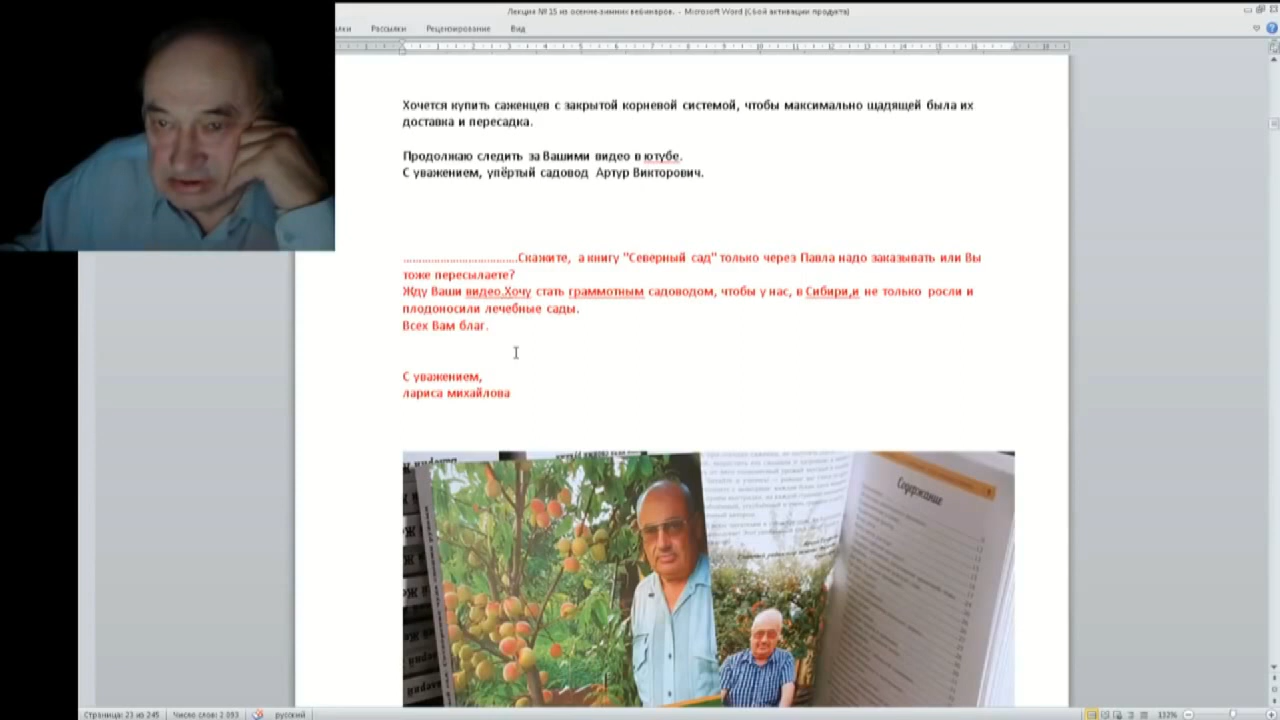 Лекция № 15 из осенне-зимних вебинаров. - Microsoft Word (Сбой активации продукта)
Рассылки Рецензирование Вид
Хочется купить саженцев с закрытой корневой системой, чтобы максимально щадящей была их
доставка и пересадка.
Продолжаю следить за Вашими видео в ютубе.
С уважением, упёртый садовод Артур Викторович.
................................Скажите, а книгу "Северный сад" только через Павла надо заказывать или Вы
тоже пересылаете?
Жду Ваши видео.Хочу стать граммотным садоводом, чтобы у нас, в Сибири,и не только росли и
плодоносили лечебные сады.
Всех Вам благ.
С уважением,
лариса михайлова
Содержание
Страница: 23 из 245 Число слов: 2 093 русский 132%